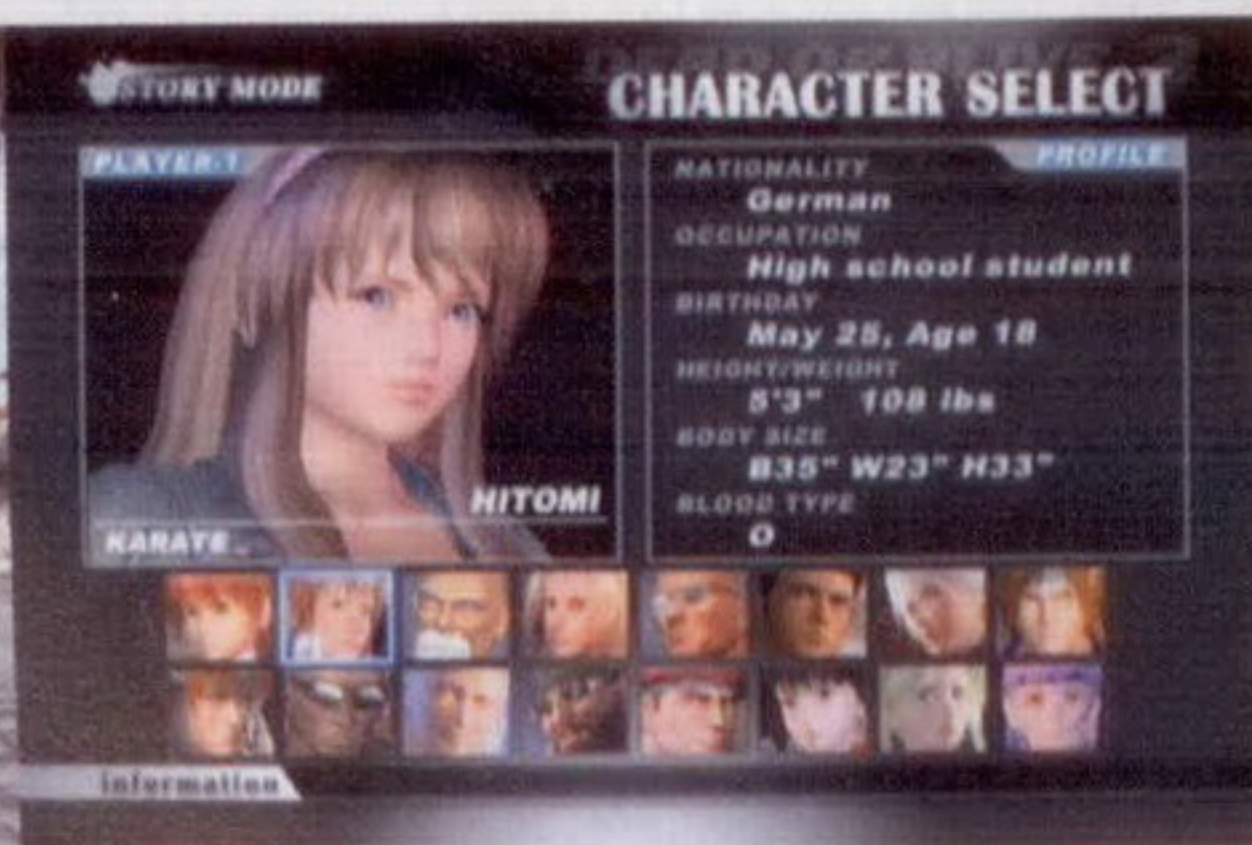 STORY MODE
CHARACTER SELECT
PLAYER-1
PROFILE
NATIONALITY
German
OCCUPATION
High school student
BIRTHDAY
May 25, Age 18
HEIGHT/WEIGHT
5'3" 108 lbs
BODY SIZE
B35" W23" H33"
BLOOD TYPE
O
HITOMI
KARATE
information